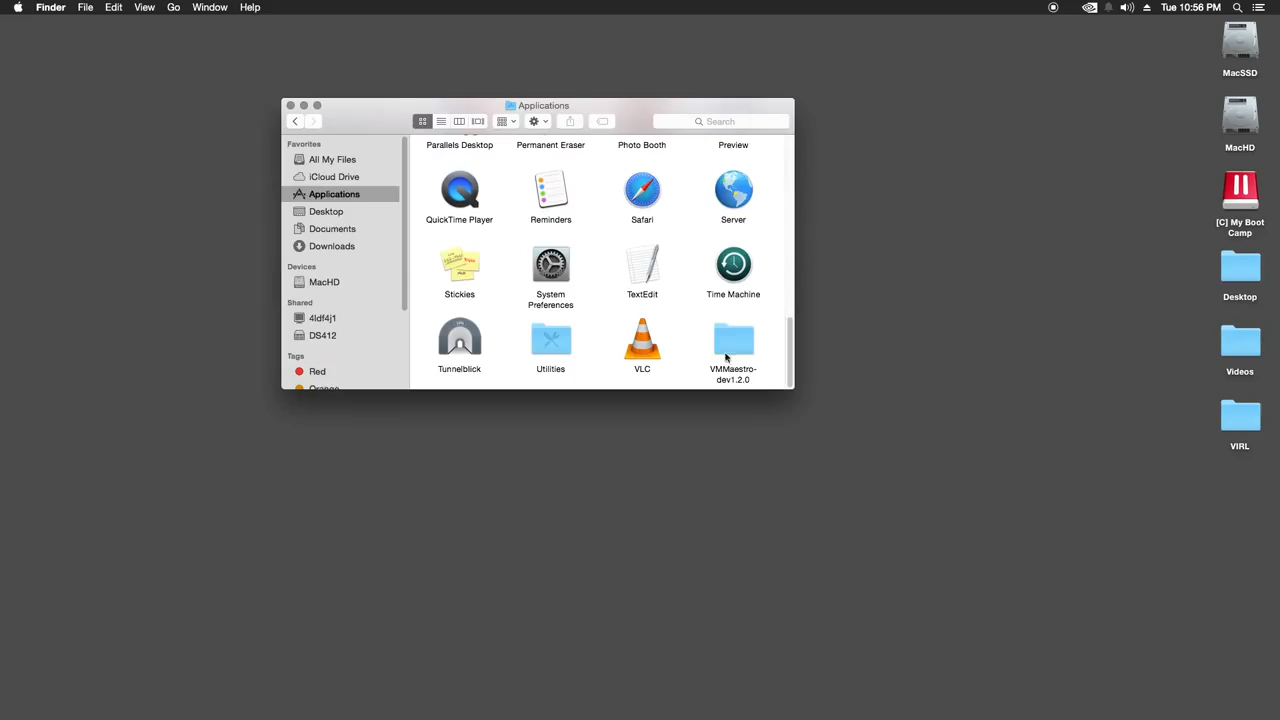 Finder File Edit View Go Window Help
Tue 10:56 PM
Applications
Search
Favorites
All My Files
iCloud Drive
Applications
Desktop
Documents
Downloads
Devices
MacHD
Shared
4ldf4j1
DS412
Tags
Red
Orange
Parallels Desktop
Permanent Eraser
Photo Booth
Preview
QuickTime Player
Reminders
Safari
Server
Stickies
System
Preferences
TextEdit
Time Machine
Tunnelblick
Utilities
VLC
VMMaestro-
dev1.2.0
MacSSD
MacHD
[C] My Boot
Camp
Desktop
Videos
VIRL